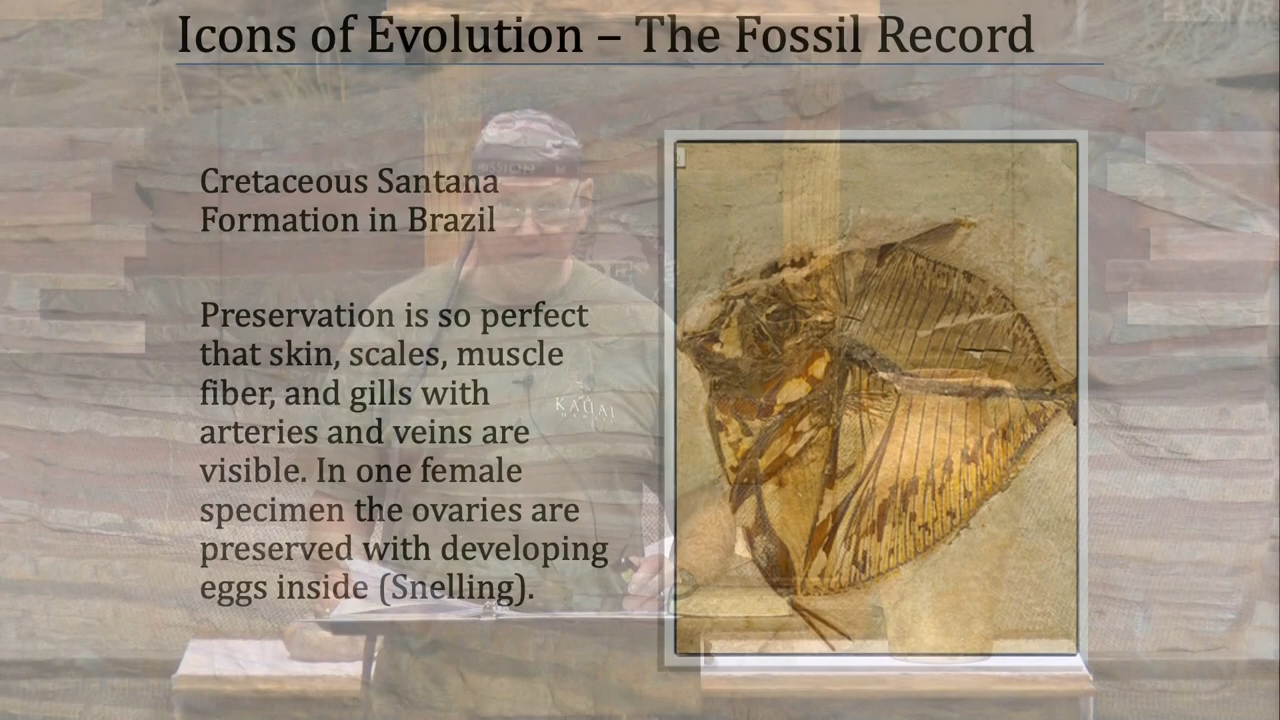 Icons of Evolution – The Fossil Record
Cretaceous Santana
Formation in Brazil
Preservation is so perfect
that skin, scales, muscle
fiber, and gills with
arteries and veins are
visible. In one female
specimen the ovaries are
preserved with developing
eggs inside (Snelling).
MISSION
KAUAI
HAWAII